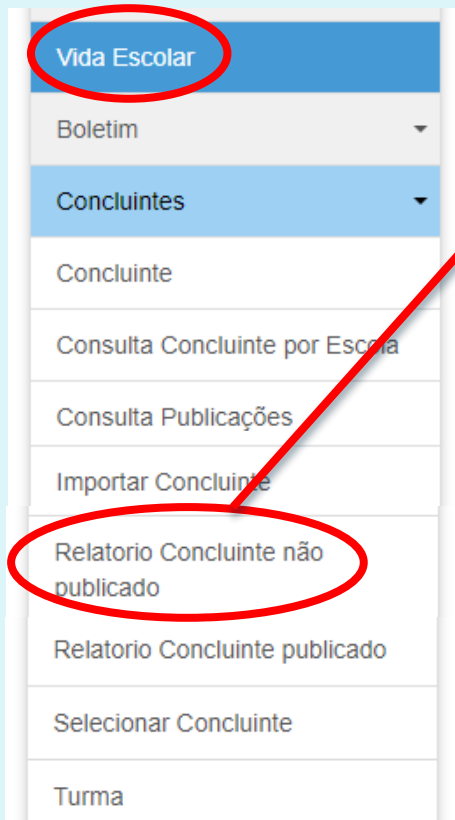 Vida Escolar
Boletim
Concluintes
Concluinte
Consulta Concluinte por Escola
Consulta Publicações
Importar Concluinte
Relatorio Concluinte não
publicado
Relatorio Concluinte publicado
Selecionar Concluinte
Turma